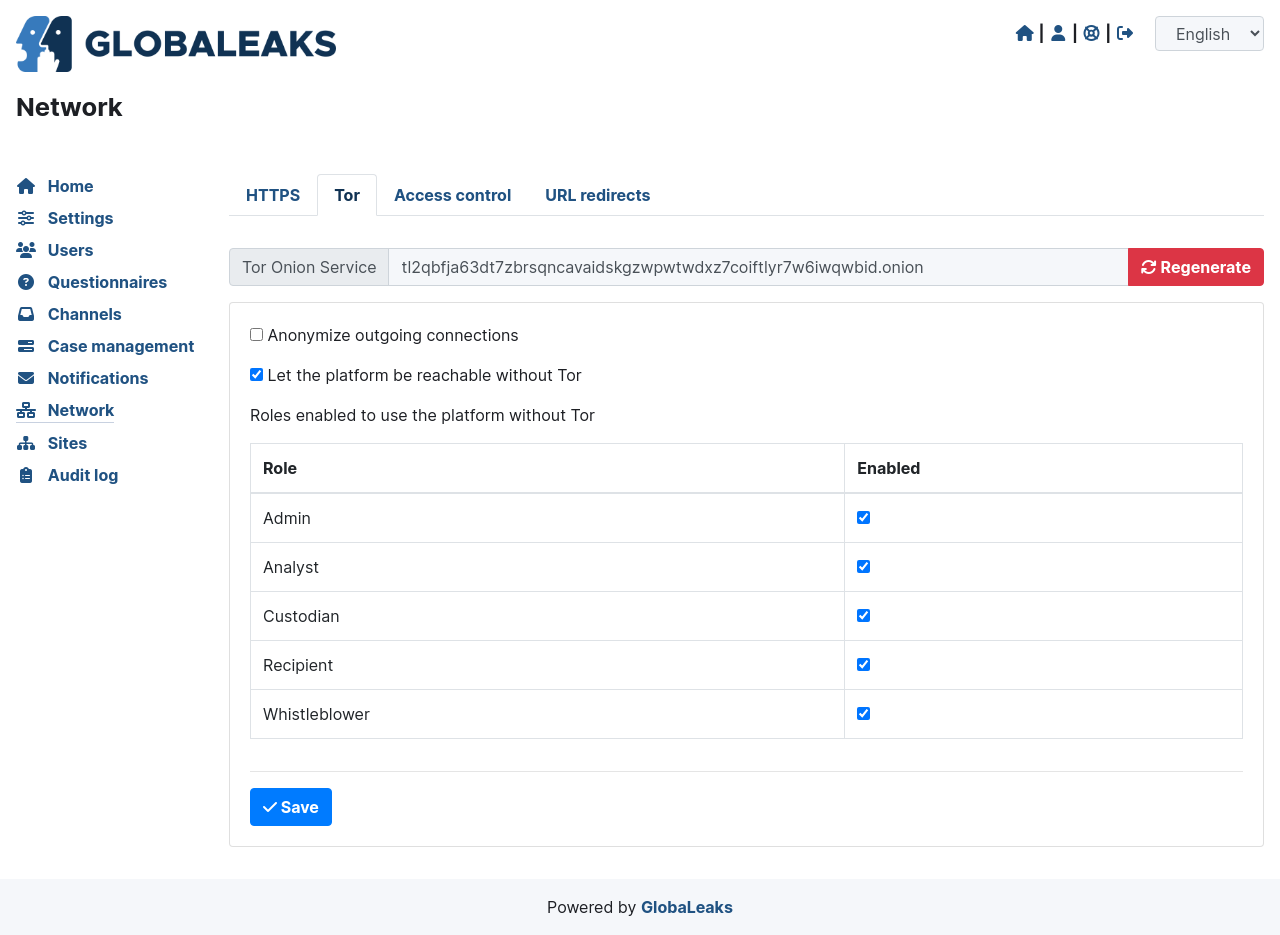 GLOBALEAKS
| | |
English
Network
Home
Settings
Users
Questionnaires
Channels
Case management
Notifications
Network
Sites
Audit log
HTTPS Tor Access control URL redirects
Tor Onion Service tl2qbfja63dt7zbrsqncavaidskgzwpwtwdxz7coiftlyr7w6iwqwbid.onion Regenerate
Anonymize outgoing connections
Let the platform be reachable without Tor
Roles enabled to use the platform without Tor
Role Enabled
Admin
Analyst
Custodian
Recipient
Whistleblower
Save
Powered by GlobaLeaks